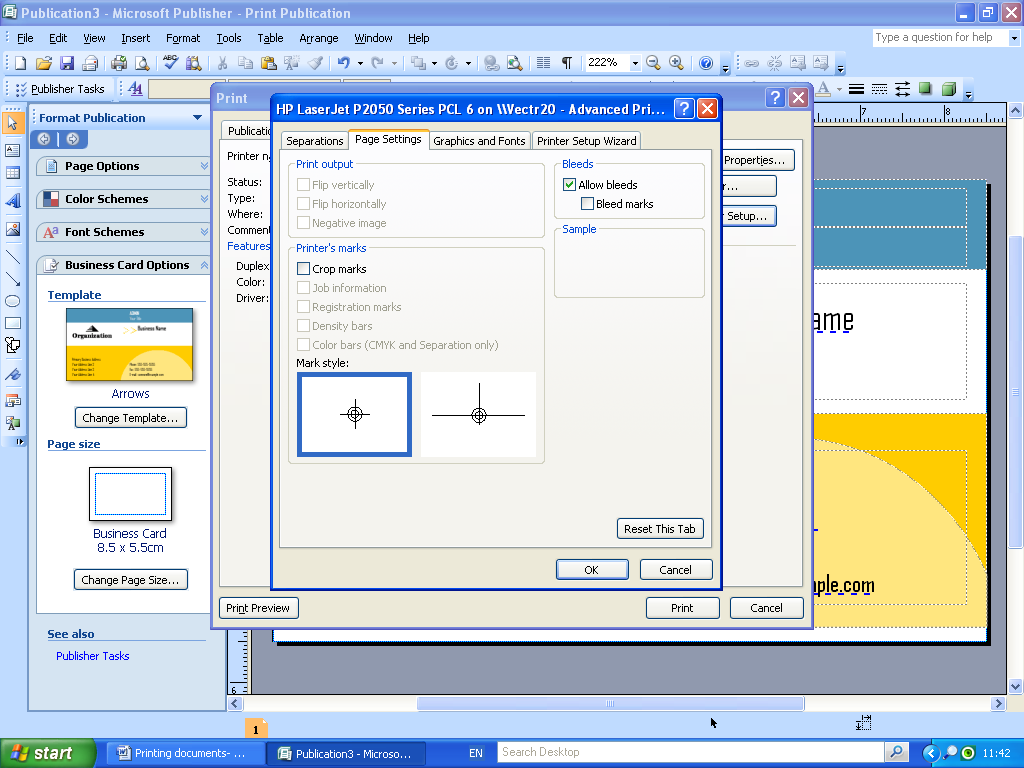 Publication3 - Microsoft Publisher - Print Publication
File Edit View Insert Format Tools Table Arrange Window Help
Type a question for help
222%
Publisher Tasks
Format Publication
Page Options
Color Schemes
Font Schemes
Business Card Options
Template
Organization
Business Name
Arrows
Change Template...
Page size
Business Card
8.5 x 5.5cm
Change Page Size...
See also
Publisher Tasks
Print
Publicatio
Printer n
Status:
Type:
Where:
Commen
Features
Duplex
Color:
Driver:
Properties...
r...
r Setup...
Print Preview
Print
Cancel
HP LaserJet P2050 Series PCL 6 on \\Vectr20 - Advanced Pri...
Separations
Page Settings
Graphics and Fonts
Printer Setup Wizard
Print output
Flip vertically
Flip horizontally
Negative image
Bleeds
Allow bleeds
Bleed marks
Sample
Printer's marks
Crop marks
Job information
Registration marks
Density bars
Color bars (CMYK and Separation only)
Mark style:
Reset This Tab
OK
Cancel
7
8
ame
mple.com
6
1
start
Printing documents- ...
Publication3 - Microso...
EN
Search Desktop
11:42